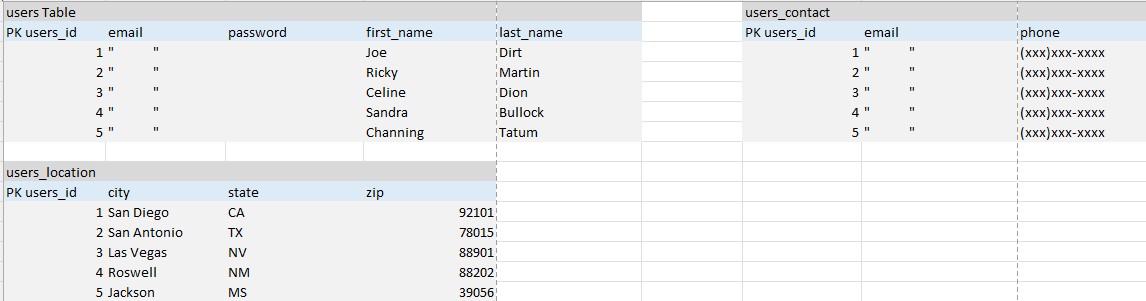 users Table users_contact
PK users_id email password first_name last_name PK users_id email phone
1 " " Joe Dirt 1 " " (xxx)xxx-xxxx
2 " " Ricky Martin 2 " " (xxx)xxx-xxxx
3 " " Celine Dion 3 " " (xxx)xxx-xxxx
4 " " Sandra Bullock 4 " " (xxx)xxx-xxxx
5 " " Channing Tatum 5 " " (xxx)xxx-xxxx
users_location
PK users_id city state zip
1 San Diego CA 92101
2 San Antonio TX 78015
3 Las Vegas NV 88901
4 Roswell NM 88202
5 Jackson MS 39056